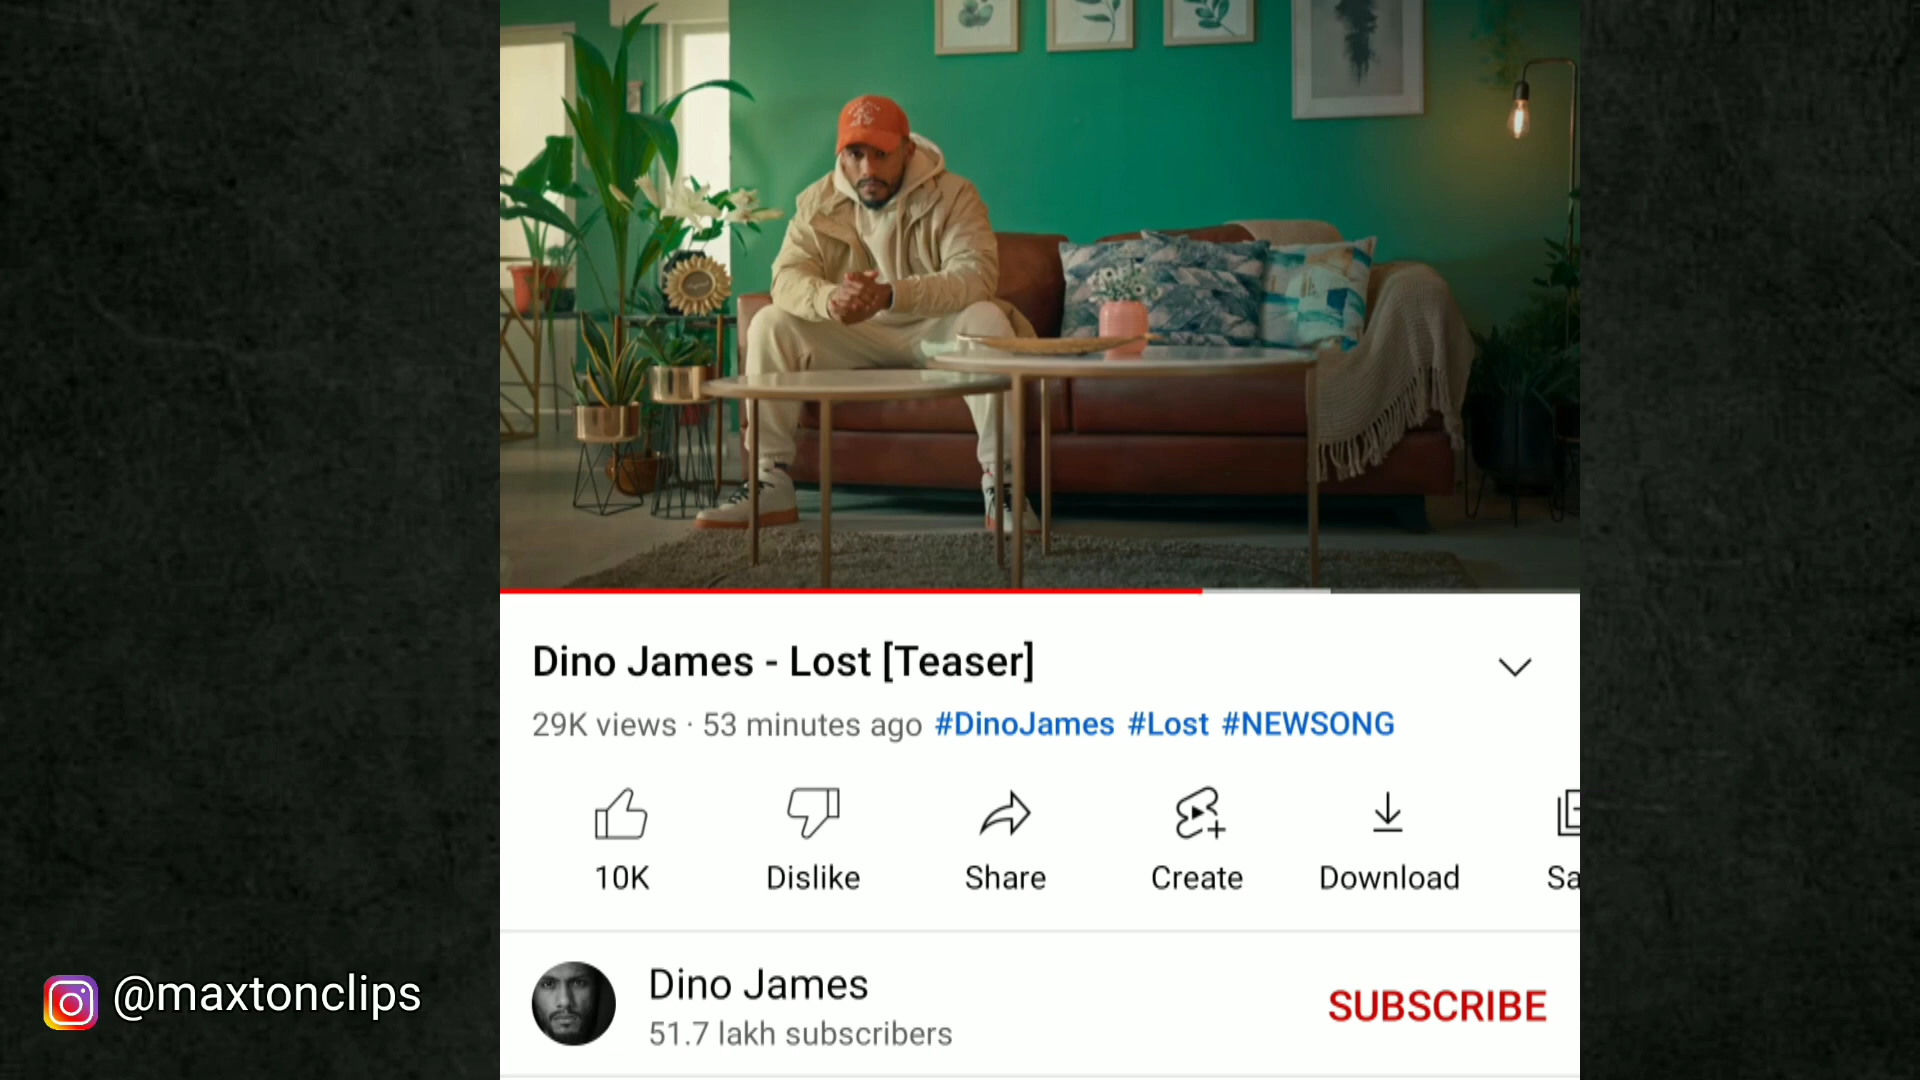 Dino James - Lost [Teaser]
29K views · 53 minutes ago #DinoJames #Lost #NEWSONG
10K Dislike Share Create Download Sa
Dino James
51.7 lakh subscribers
SUBSCRIBE
@maxtonclips